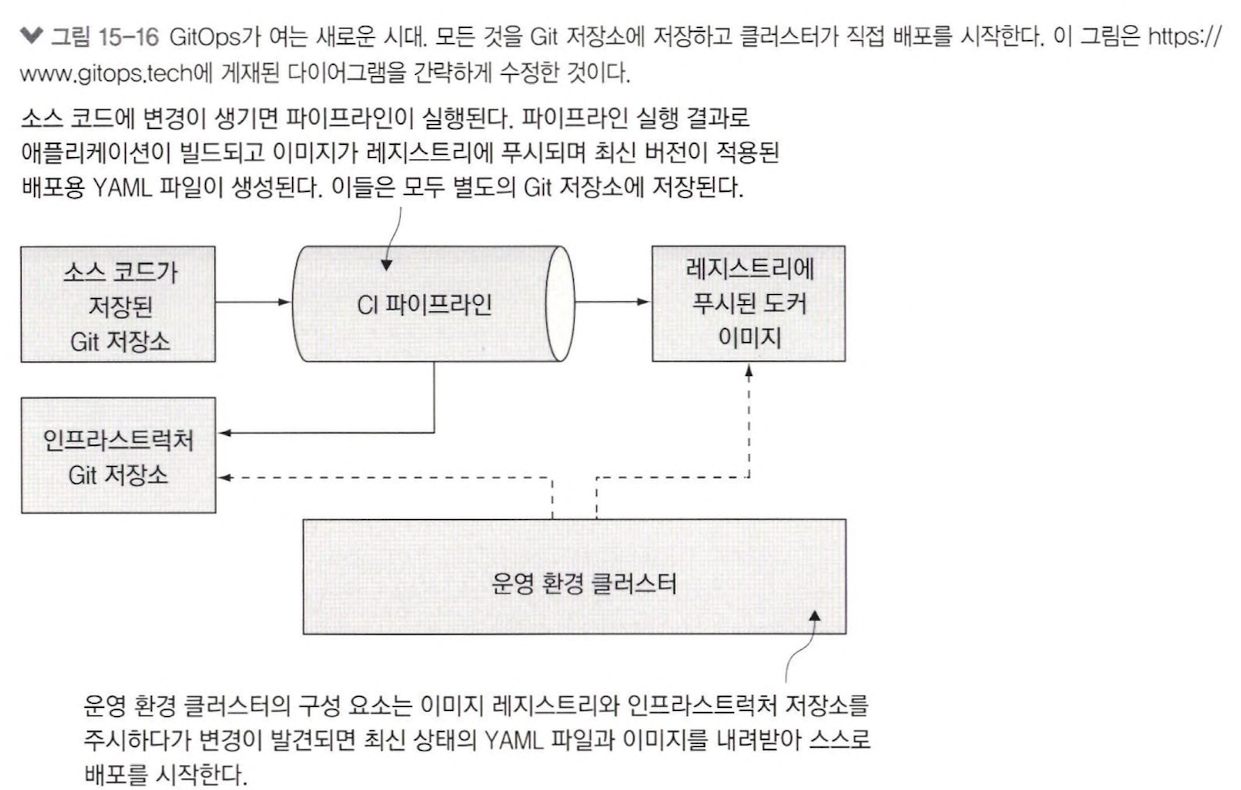 그림 15-16 GitOps가 여는 새로운 시대. 모든 것을 Git 저장소에 저장하고 클러스터가 직접 배포를 시작한다. 이 그림은 https://
www.gitops.tech에 게재된 다이어그램을 간략하게 수정한 것이다.
소스 코드에 변경이 생기면 파이프라인이 실행된다. 파이프라인 실행 결과로
애플리케이션이 빌드되고 이미지가 레지스트리에 푸시되며 최신 버전이 적용된
배포용 YAML 파일이 생성된다. 이들은 모두 별도의 Git 저장소에 저장된다.
소스 코드가
저장된
Git 저장소
CI 파이프라인
레지스트리에
푸시된 도커
이미지
인프라스트럭처
Git 저장소
운영 환경 클러스터
운영 환경 클러스터의 구성 요소는 이미지 레지스트리와 인프라스트럭처 저장소를
주시하다가 변경이 발견되면 최신 상태의 YAML 파일과 이미지를 내려받아 스스로
배포를 시작한다.